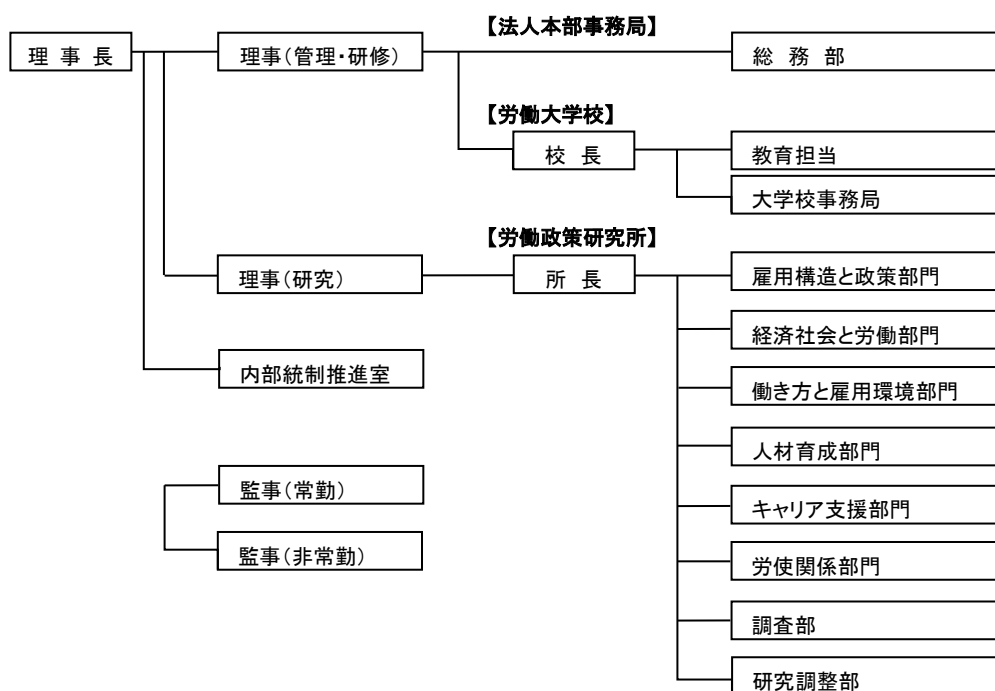 【法人本部事務局】
理 事 長
理事(管理・研修)
総 務 部
【労働大学校】
校 長
教育担当
大学校事務局
【労働政策研究所】
理事(研究)
所 長
雇用構造と政策部門
経済社会と労働部門
内部統制推進室
働き方と雇用環境部門
人材育成部門
監事(常勤)
キャリア支援部門
監事(非常勤)
労使関係部門
調査部
研究調整部